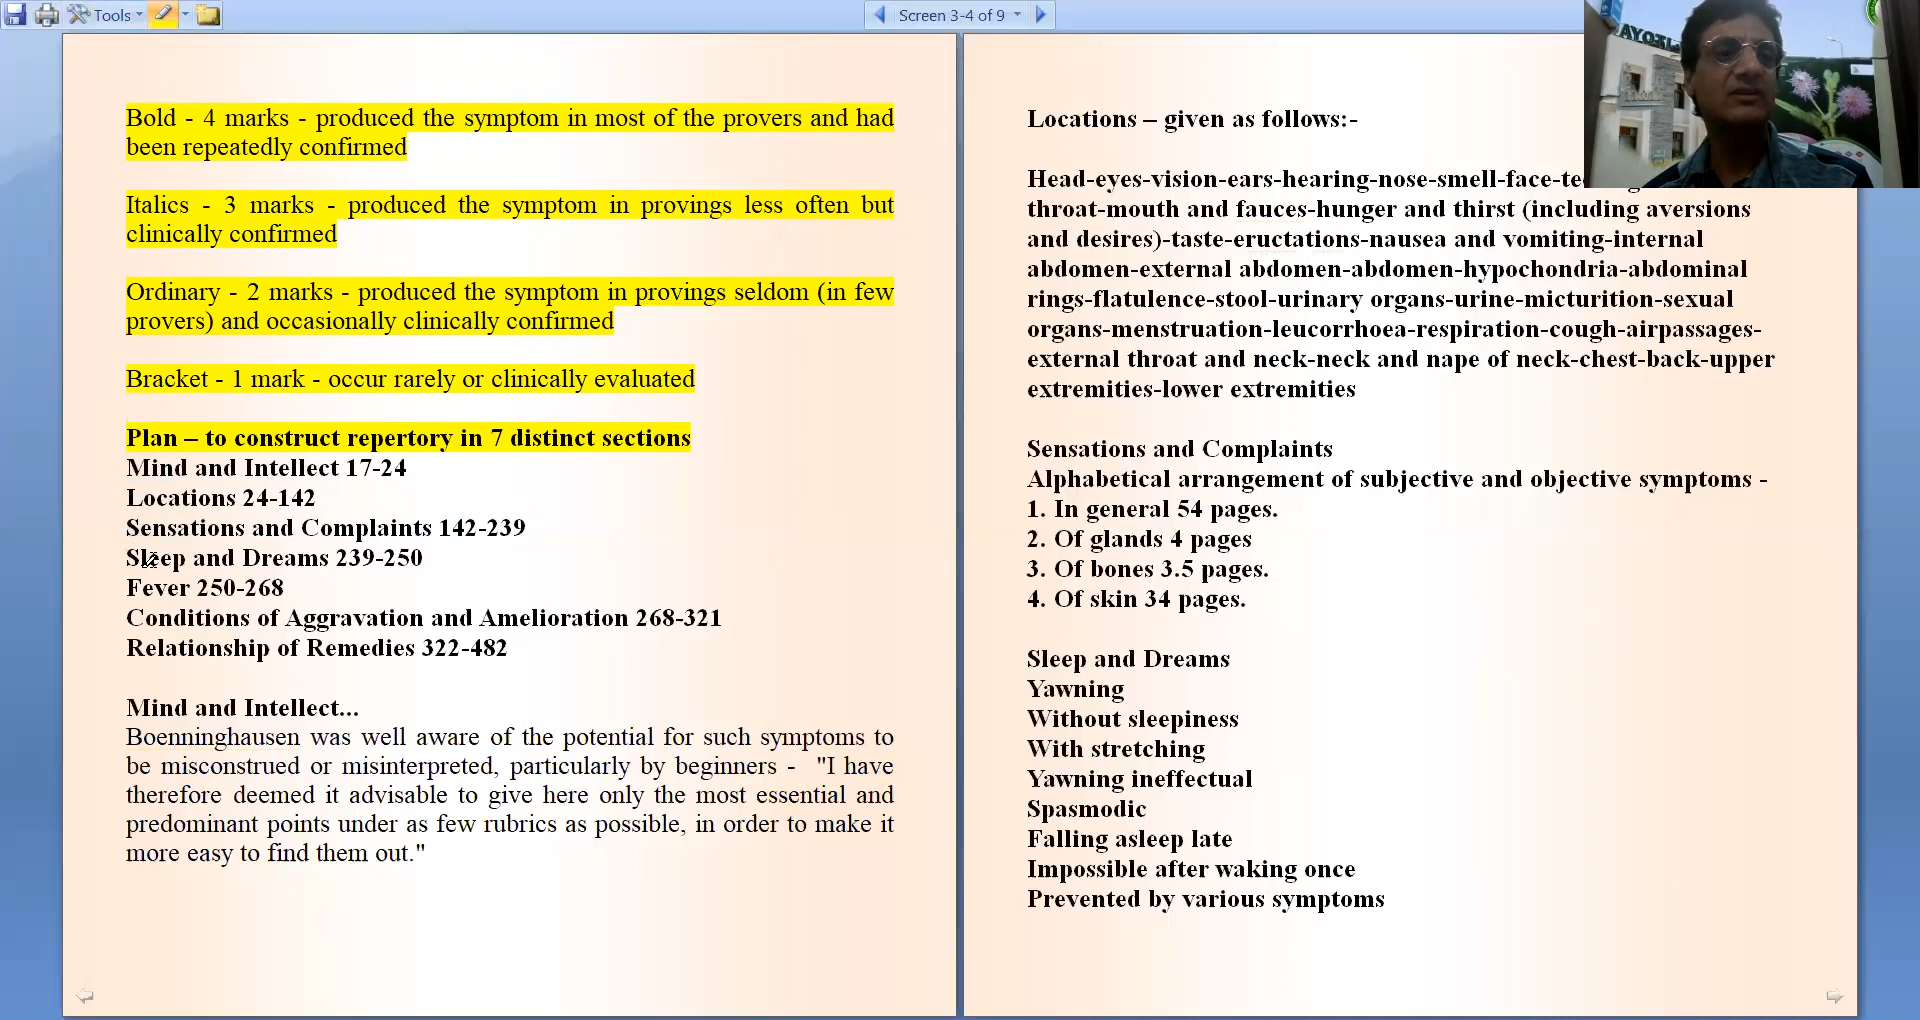 Tools
Screen 3-4 of 9
Bold - 4 marks - produced the symptom in most of the provers and had
been repeatedly confirmed
Italics - 3 marks - produced the symptom in provings less often but
clinically confirmed
Ordinary - 2 marks - produced the symptom in provings seldom (in few
provers) and occasionally clinically confirmed
Bracket - 1 mark - occur rarely or clinically evaluated
Plan – to construct repertory in 7 distinct sections
Mind and Intellect 17-24
Locations 24-142
Sensations and Complaints 142-239
Sleep and Dreams 239-250
Fever 250-268
Conditions of Aggravation and Amelioration 268-321
Relationship of Remedies 322-482
Mind and Intellect...
Boenninghausen was well aware of the potential for such symptoms to
be misconstrued or misinterpreted, particularly by beginners - "I have
therefore deemed it advisable to give here only the most essential and
predominant points under as few rubrics as possible, in order to make it
more easy to find them out."
Locations – given as follows:-
Head-eyes-vision-ears-hearing-nose-smell-face-
throat-mouth and fauces-hunger and thirst (including aversions
and desires)-taste-eructations-nausea and vomiting-internal
abdomen-external abdomen-abdomen-hypochondria-abdominal
rings-flatulence-stool-urinary organs-urine-micturition-sexual
organs-menstruation-leucorrhoea-respiration-cough-airpassages-
external throat and neck-neck and nape of neck-chest-back-upper
extremities-lower extremities
Sensations and Complaints
Alphabetical arrangement of subjective and objective symptoms -
1. In general 54 pages.
2. Of glands 4 pages
3. Of bones 3.5 pages.
4. Of skin 34 pages.
Sleep and Dreams
Yawning
Without sleepiness
With stretching
Yawning ineffectual
Spasmodic
Falling asleep late
Impossible after waking once
Prevented by various symptoms